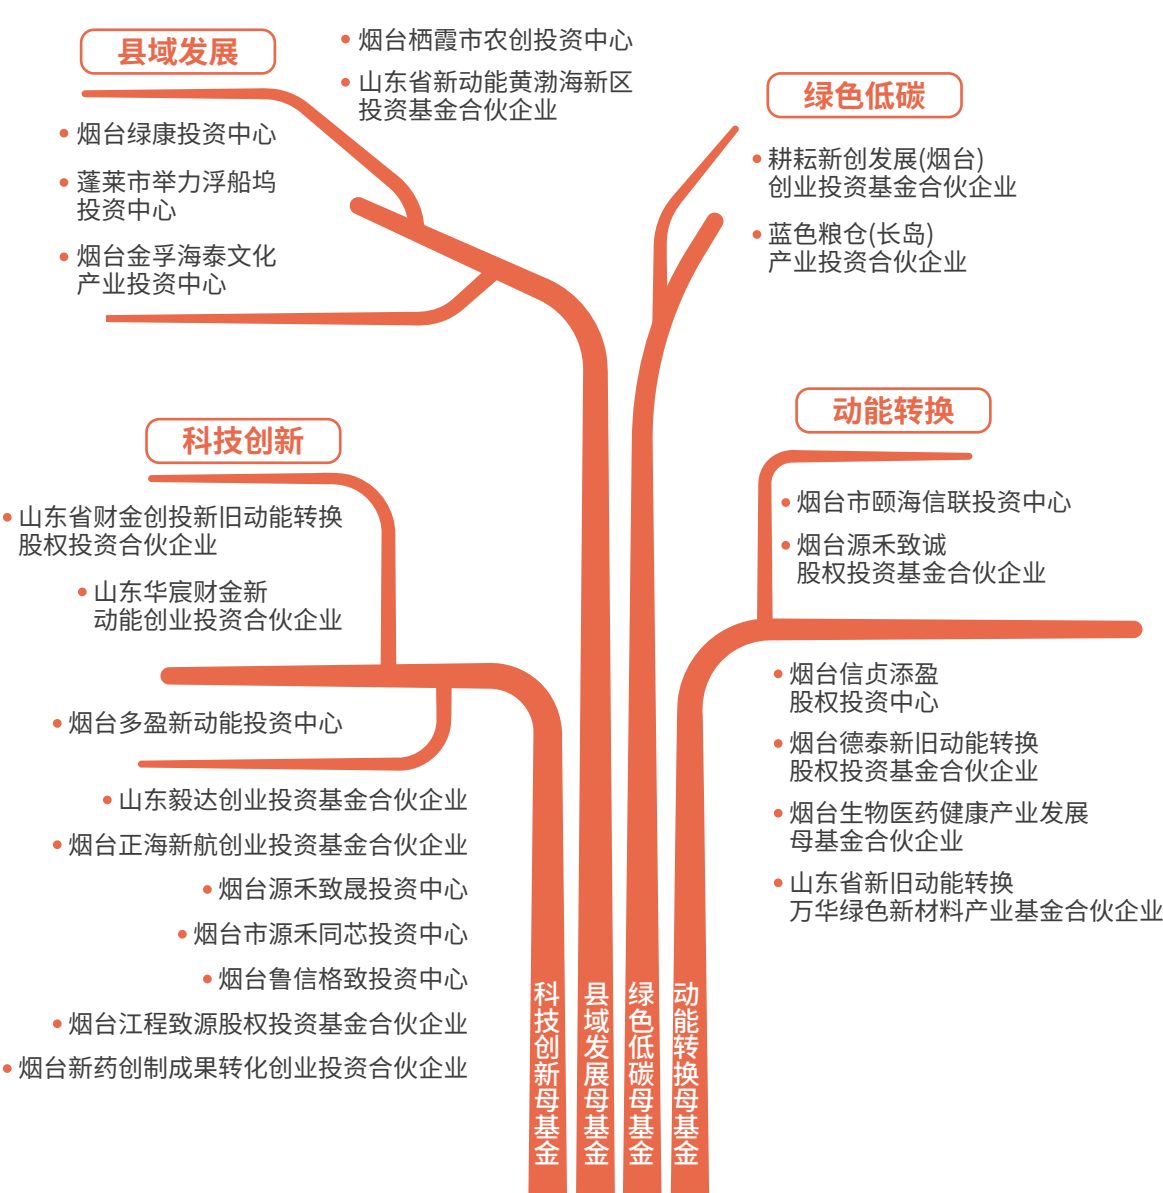 县域发展
烟台绿康投资中心
蓬莱市举力浮船坞
投资中心
烟台金孚海泰文化
产业投资中心
烟台栖霞市农创投资中心
山东省新动能黄渤海新区
投资基金合伙企业
绿色低碳
耕耘新创发展(烟台)
创业投资基金合伙企业
蓝色粮仓(长岛)
产业投资合伙企业
科技创新
山东省财金创投新旧动能转换
股权投资合伙企业
山东华宸财金新
动能创业投资合伙企业
烟台多盈新动能投资中心
山东毅达创业投资基金合伙企业
烟台正海新航创业投资基金合伙企业
烟台源禾致晟投资中心
烟台市源禾同芯投资中心
烟台鲁信格致投资中心
烟台江程致源股权投资基金合伙企业
烟台新药创制成果转化创业投资合伙企业
动能转换
烟台市颐海信联投资中心
烟台源禾致诚
股权投资基金合伙企业
烟台信贞添盈
股权投资中心
烟台德泰新旧动能转换
股权投资基金合伙企业
烟台生物医药健康产业发展
母基金合伙企业
山东省新旧动能转换
万华绿色新材料产业基金合伙企业
科技创新母基金
县域发展母基金
绿色低碳母基金
动能转换母基金